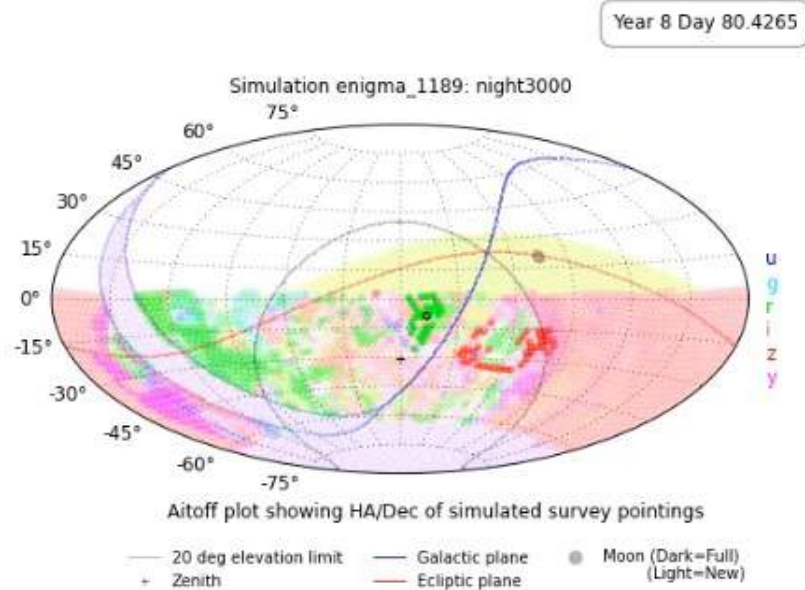 Year 8 Day 80.4265
Simulation enigma_1189: night3000
75°
60°
45°
30°
15°
0°
-15°
-30°
-45°
-60°
-75°
u
g
r
i
z
y
Aitoff plot showing HA/Dec of simulated survey pointings
20 deg elevation limit
Zenith
Galactic plane
Ecliptic plane
Moon (Dark=Full)
(Light=New)